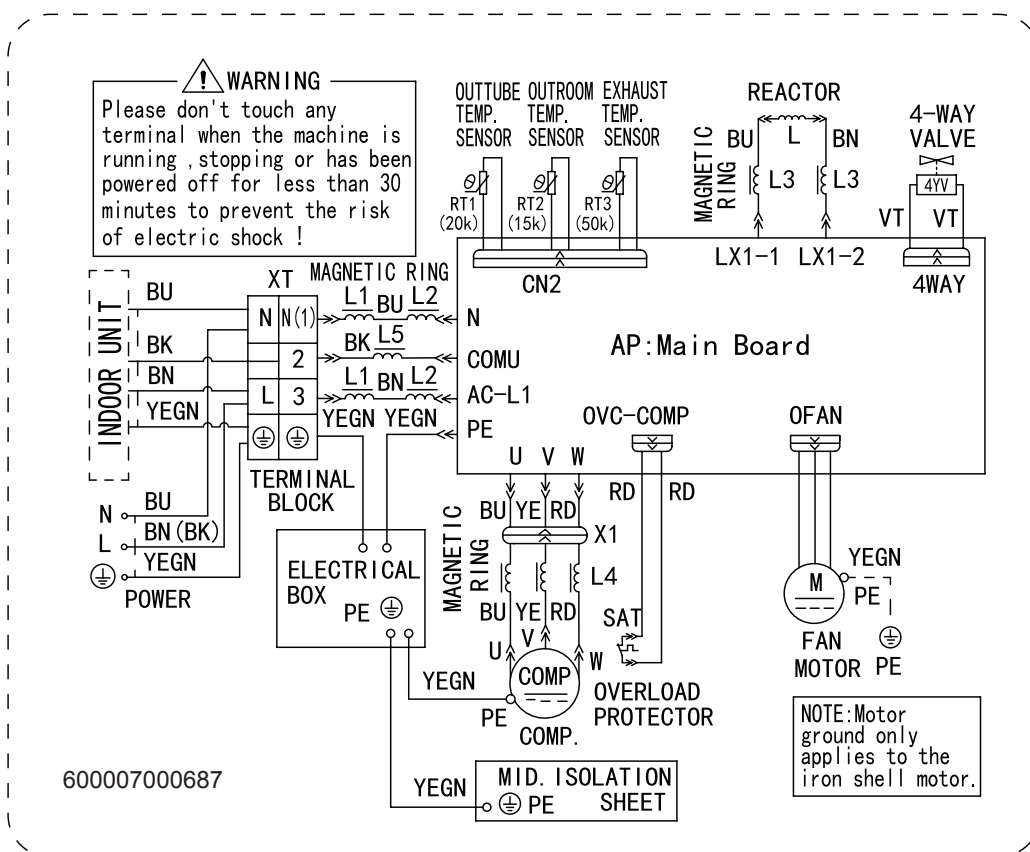 WARNING
Please don't touch any
terminal when the machine is
running ,stopping or has been
powered off for less than 30
minutes to prevent the risk
of electric shock !
OUTTUBE OUTROOM EXHAUST
TEMP. TEMP. TEMP.
SENSOR SENSOR SENSOR
θ θ θ
RT1 RT2 RT3
(20k) (15k) (50k)
CN2
REACTOR
BU L BN
MAGNETIC
RING
L3 L3
LX1-1 LX1-2
4-WAY
VALVE
4YV
VT VT
4WAY
INDOOR UNIT
BU
BK
BN
YEGN
XT
N N(1)
2
L 3
TERMINAL
BLOCK
MAGNETIC RING
L1 BU L2
BK L5
L1 BN L2
YEGN YEGN
N
COMU
AC-L1
PE
AP:Main Board
OVC-COMP
OFAN
U V W
RD RD
N BU
L BN(BK)
YEGN
POWER
ELECTRICAL
BOX
PE
MAGNETIC
RING
BU YE RD
X1
L4
BU YE RD
U V W
COMP
PE
COMP.
YEGN
SAT
OVERLOAD
PROTECTOR
M
YEGN
PE
FAN
MOTOR
PE
NOTE:Motor
ground only
applies to the
iron shell motor.
600007000687
YEGN
MID. ISOLATION
PE SHEET